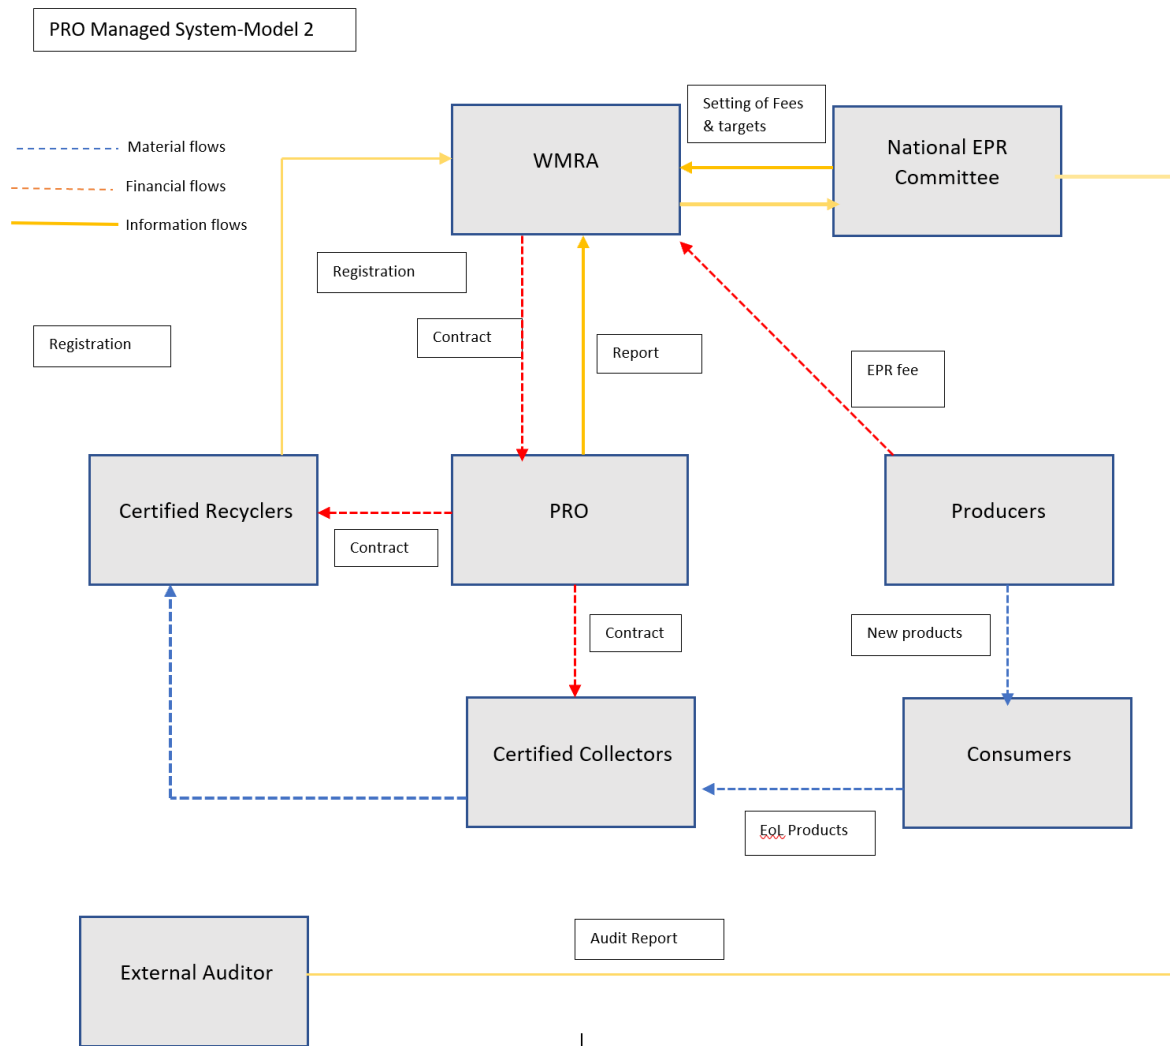 PRO Managed System-Model 2
Setting of Fees
& targets
WMRA
National EPR
Committee
Material flows
Financial flows
Information flows
Registration
Registration
Contract
Report
EPR fee
Certified Recyclers
PRO
Producers
Contract
Contract
New products
Certified Collectors
Consumers
EoL Products
Audit Report
External Auditor